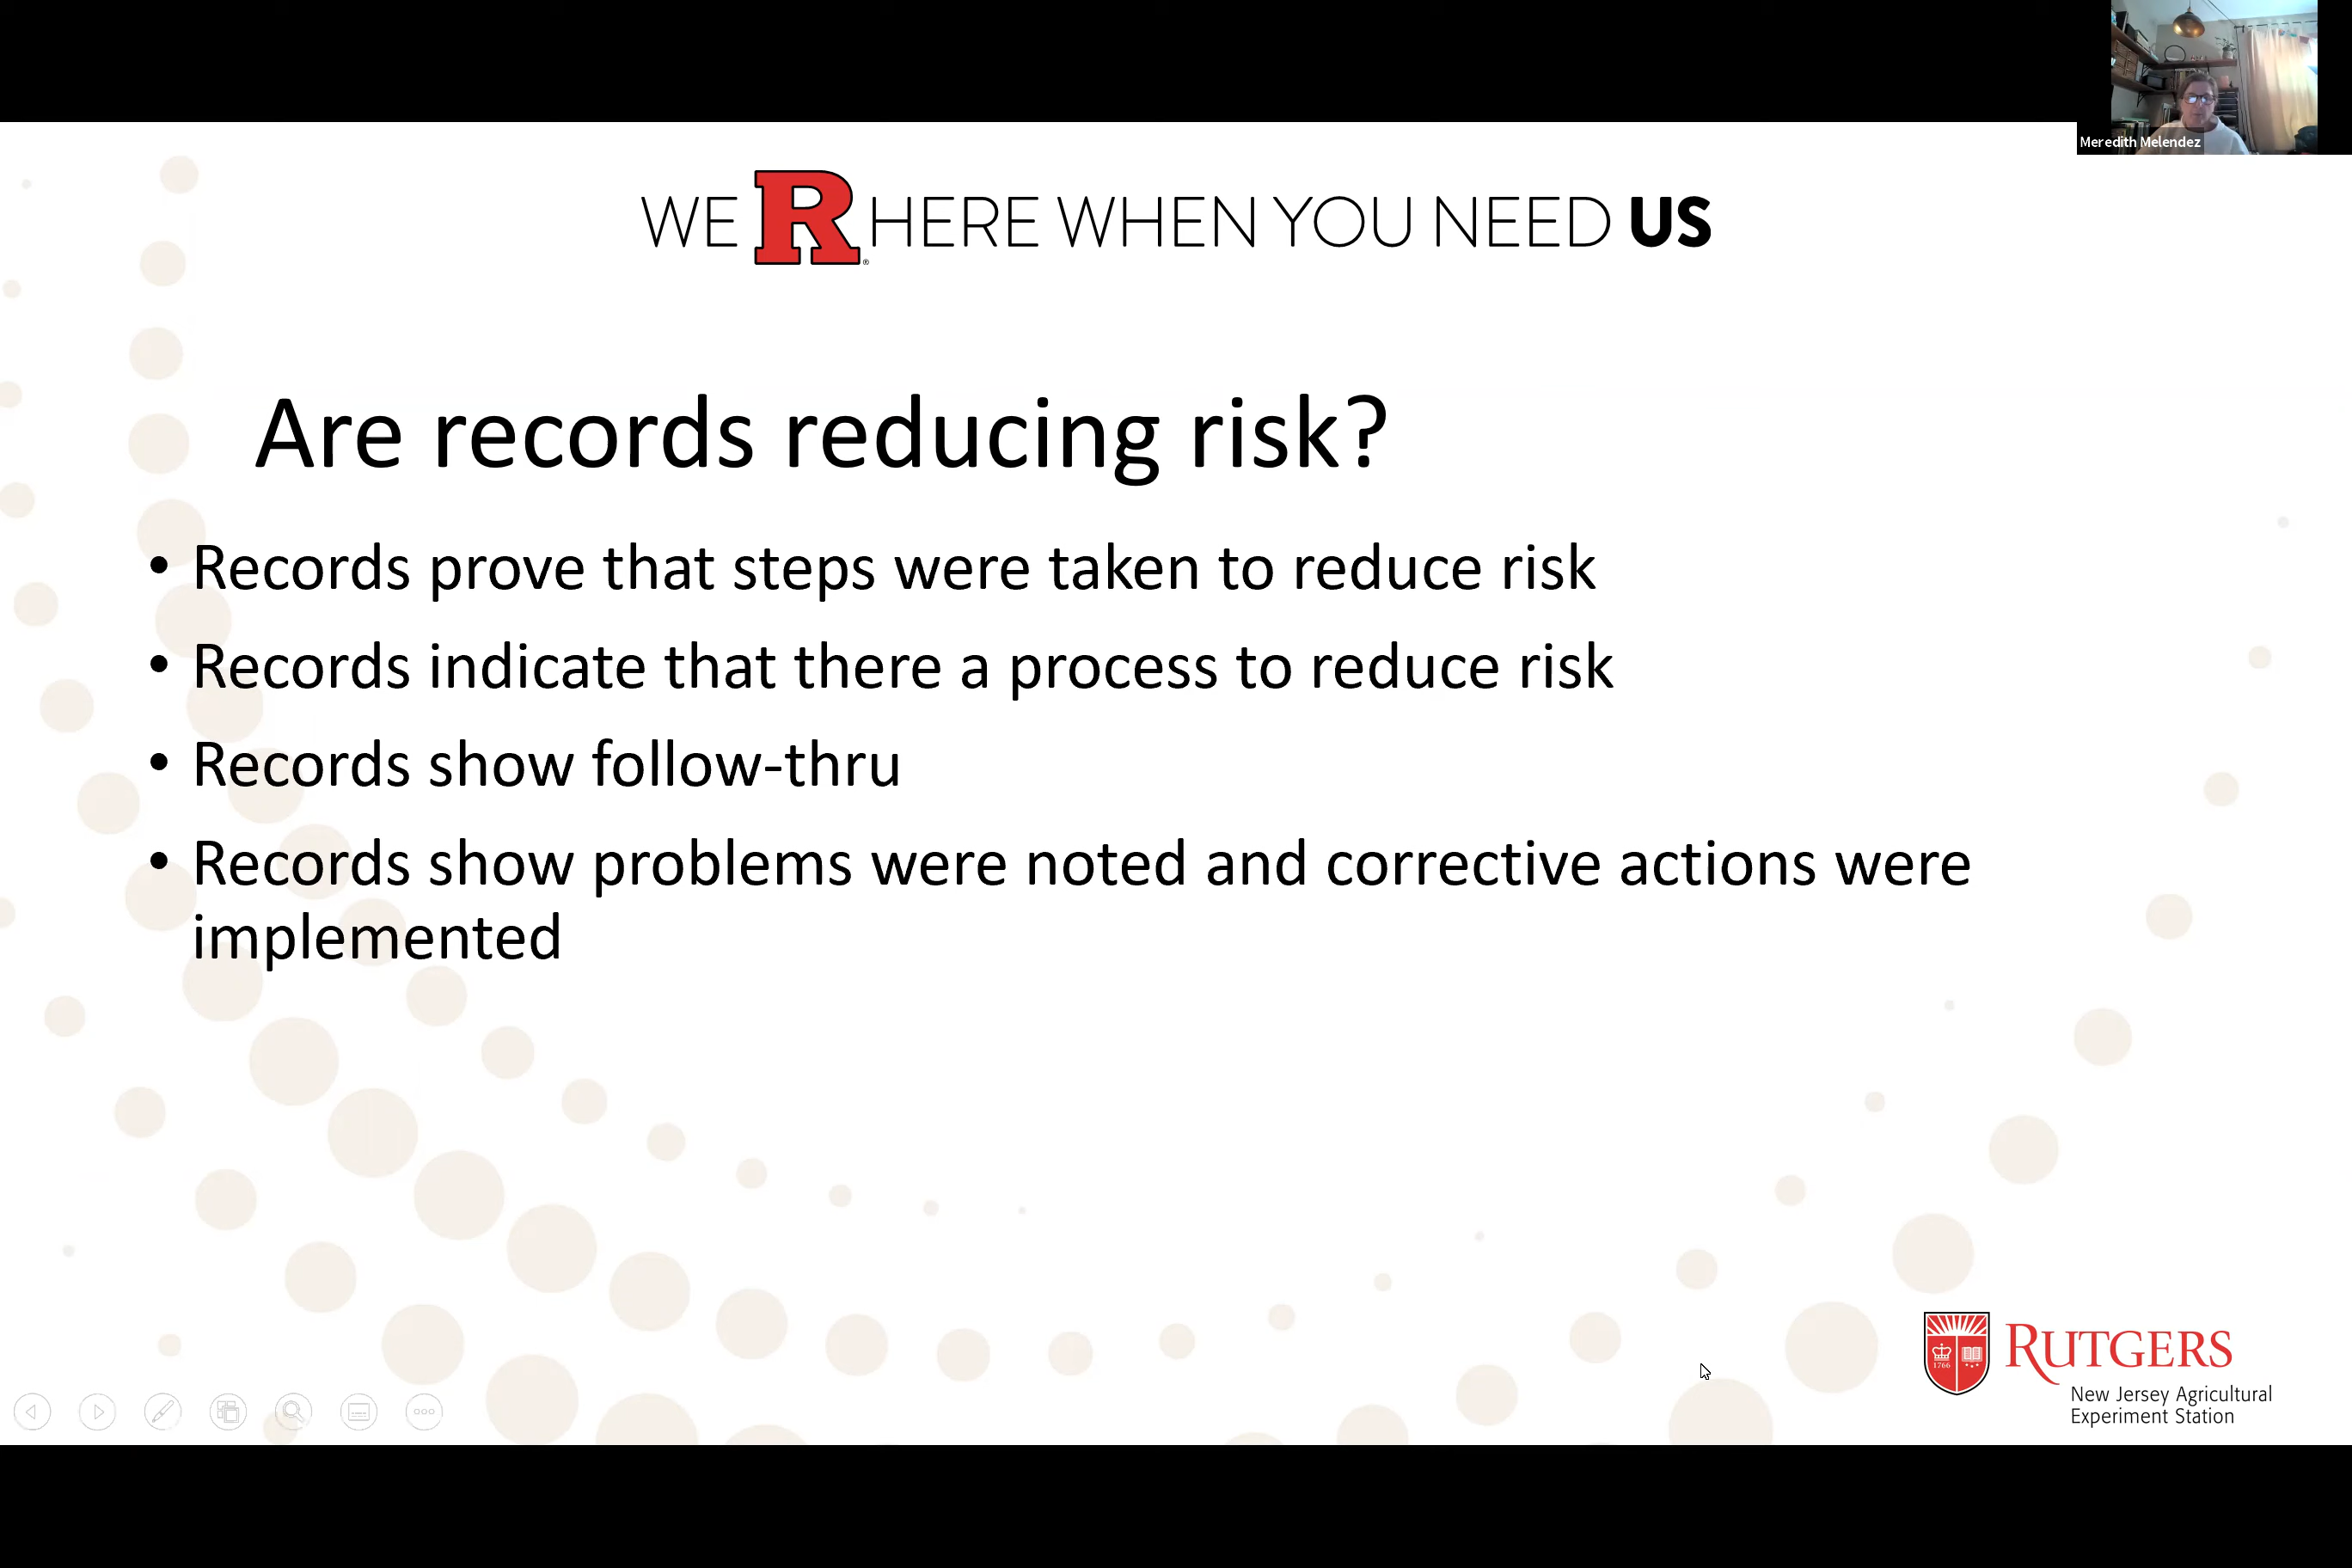 Meredith Melendez
WE R HERE WHEN YOU NEED US
Are records reducing risk?
• Records prove that steps were taken to reduce risk
• Records indicate that there a process to reduce risk
• Records show follow-thru
• Records show problems were noted and corrective actions were
implemented
1766
RUTGERS
New Jersey Agricultural
Experiment Station